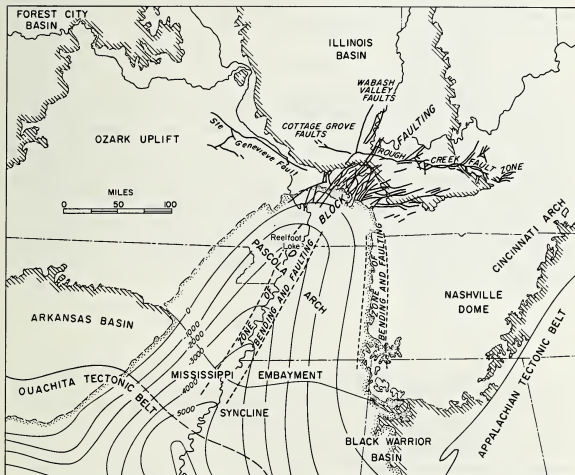 FOREST CITY
BASIN
ILLINOIS
BASIN
WABASH
VALLEY
FAULTS
COTTAGE GROVE
FAULTS
FAULTING
ROUGH CREEK FAULT ZONE
OZARK UPLIFT
Ste Genevieve Fault
MILES
0 50 100
BLOCK
Reelfoot
Lake
PASCOLA ARCH
ZONE OF
BENDING AND FAULTING
ZONE OF
BENDING AND FAULTING
CINCINNATI ARCH
NASHVILLE
DOME
ARKANSAS BASIN
0
1000
2000
3000
4000
5000
MISSISSIPPI EMBAYMENT
SYNCLINE
OUACHITA TECTONIC BELT
APPALACHIAN TECTONIC BELT
BLACK WARRIOR
BASIN